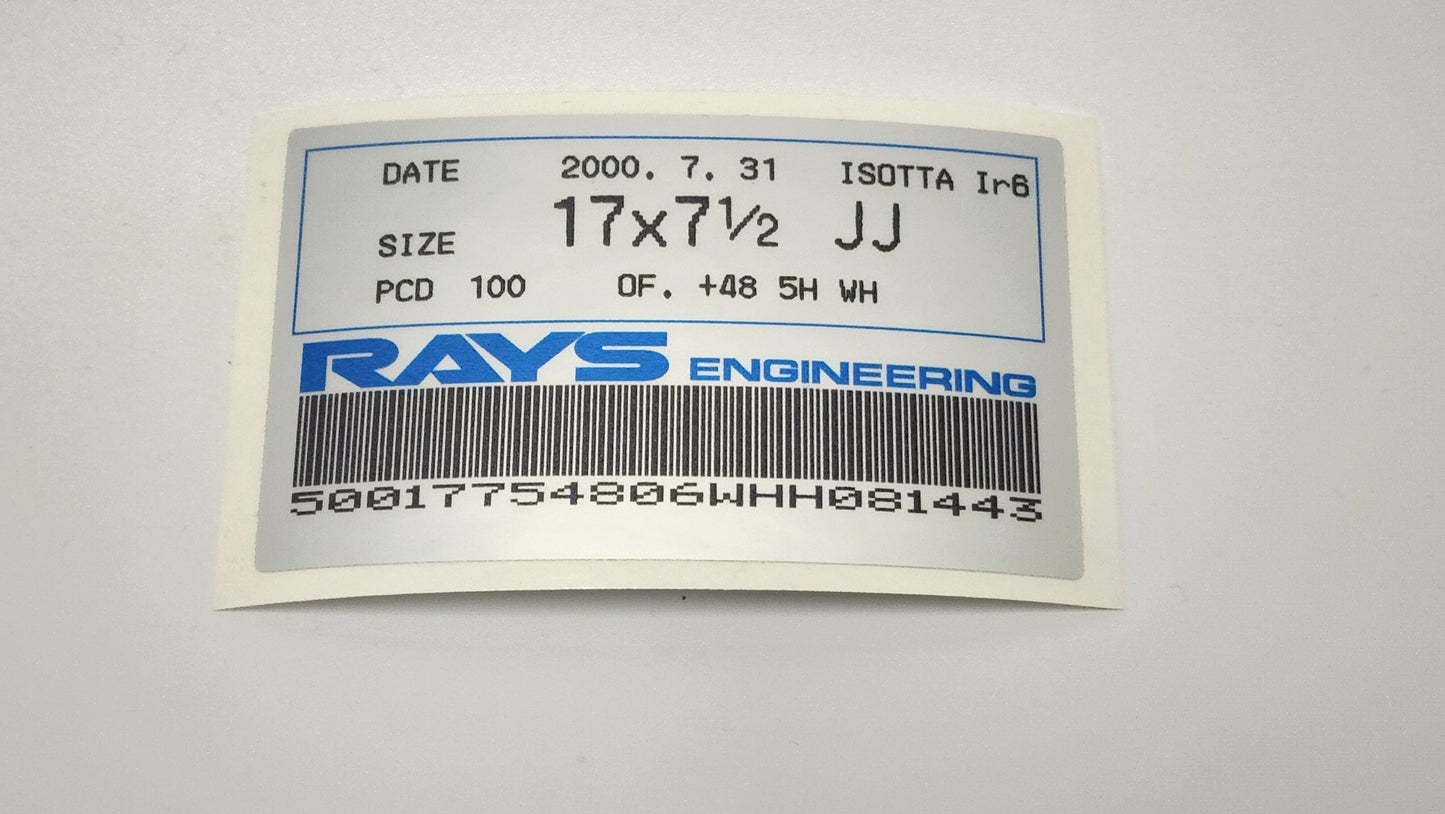 DATE 2000. 7. 31 ISOTTA Ir6
SIZE 17x7½ JJ
PCD 100 OF. +48 5H WH
RAYS ENGINEERING
50017754806WHH081443